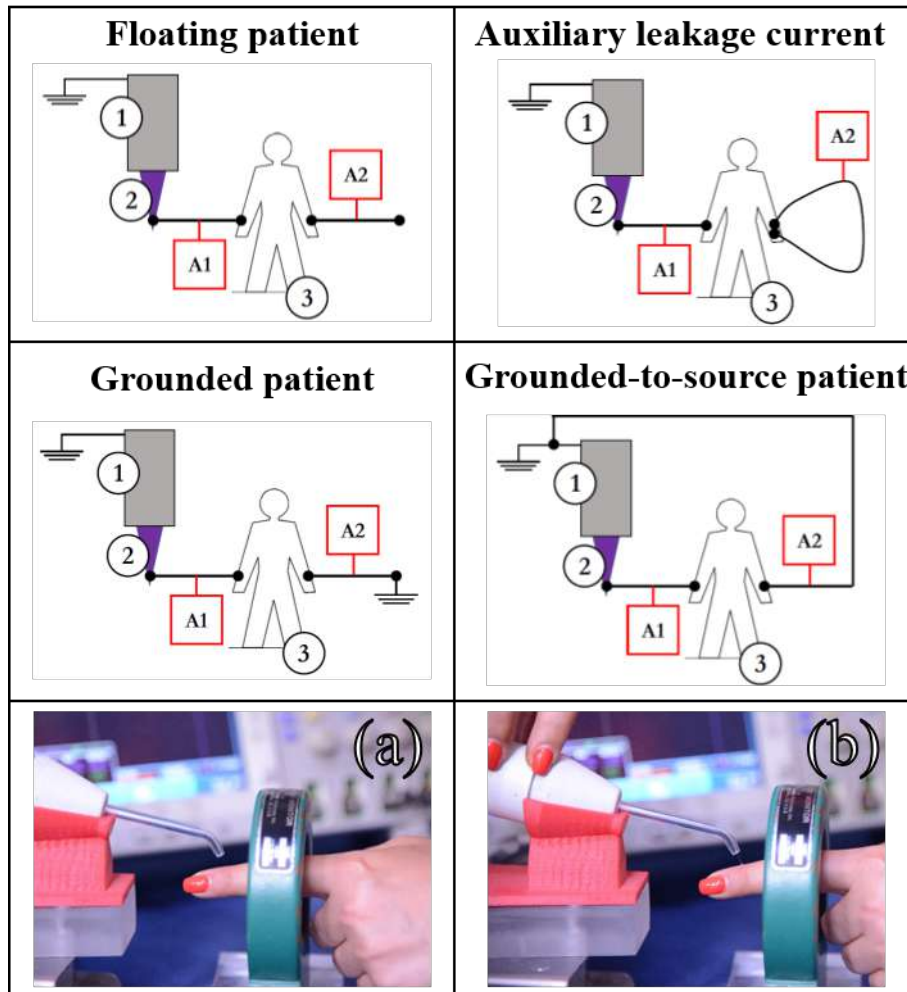 Floating patient
1
2
A1
A2
3
Auxiliary leakage current
1
2
A1
A2
3
Grounded patient
1
2
A1
A2
3
Grounded-to-source patient
1
2
A1
A2
3
(a)
(b)